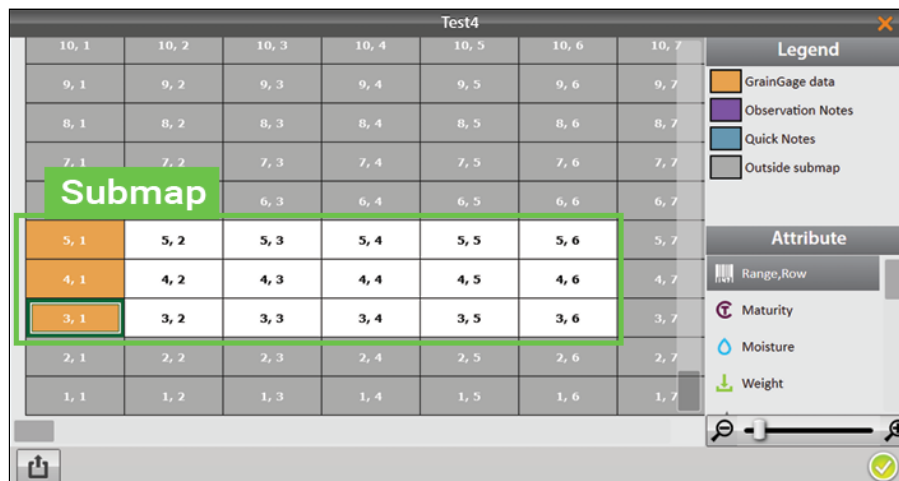 Test4
10, 1 10, 2 10, 3 10, 4 10, 5 10, 6 10, 7
9, 1 9, 2 9, 3 9, 4 9, 5 9, 6 9, 7
8, 1 8, 2 8, 3 8, 4 8, 5 8, 6 8, 7
7, 1 7, 2 7, 3 7, 4 7, 5 7, 6 7, 7
Submap
6, 3 6, 4 6, 5 6, 6 6, 7
5, 1 5, 2 5, 3 5, 4 5, 5 5, 6 5, 7
4, 1 4, 2 4, 3 4, 4 4, 5 4, 6 4, 7
3, 1 3, 2 3, 3 3, 4 3, 5 3, 6 3, 7
2, 1 2, 2 2, 3 2, 4 2, 5 2, 6 2, 7
1, 1 1, 2 1, 3 1, 4 1, 5 1, 6 1, 7
Legend
GrainGage data
Observation Notes
Quick Notes
Outside submap
Attribute
Range,Row
Maturity
Moisture
Weight